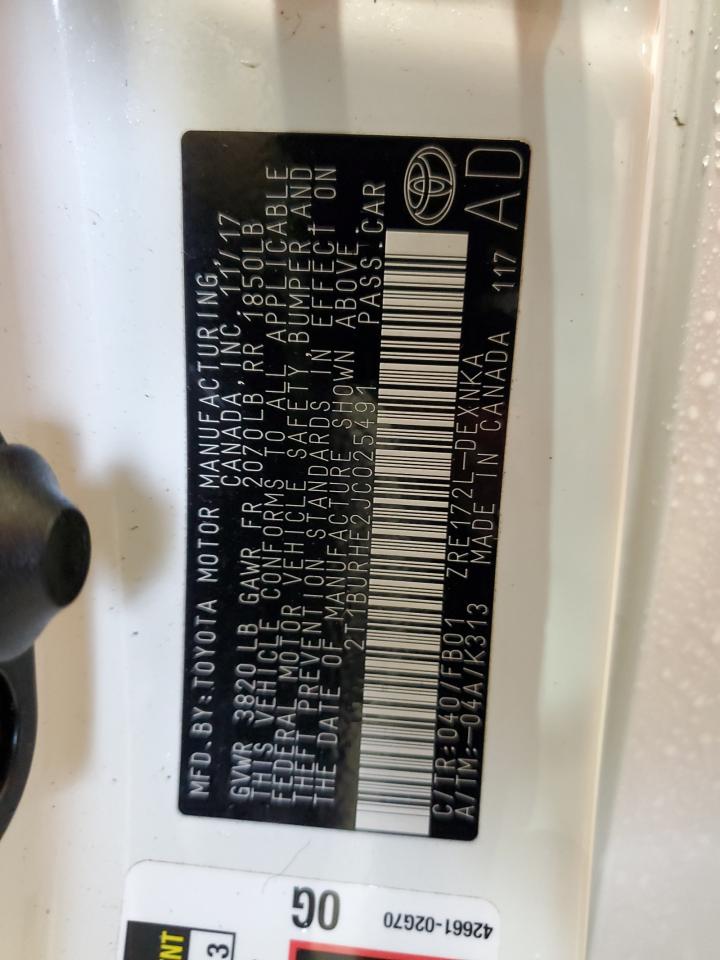 MFD.BY:TOYOTA MOTOR MANUFACTURING,
CANADA,INC. 11/17
GVWR 3820 LB GAWR FR 2070LB,RR 1850LB
THIS VEHICLE CONFORMS TO ALL APPLICABLE
FEDERAL MOTOR VEHICLE SAFETY,BUMPER,AND
THEFT PREVENTION STANDARDS IN EFFECT ON
THE DATE OF MANUFACTURE SHOWN ABOVE.
2T1BURHE2JC025491 PASS.CAR
C/TR:040/FB01 ZRE172L-DEXNKA
A/TM:-04A/K313 MADE IN CANADA 117 AD
0G
42661-02G70
3